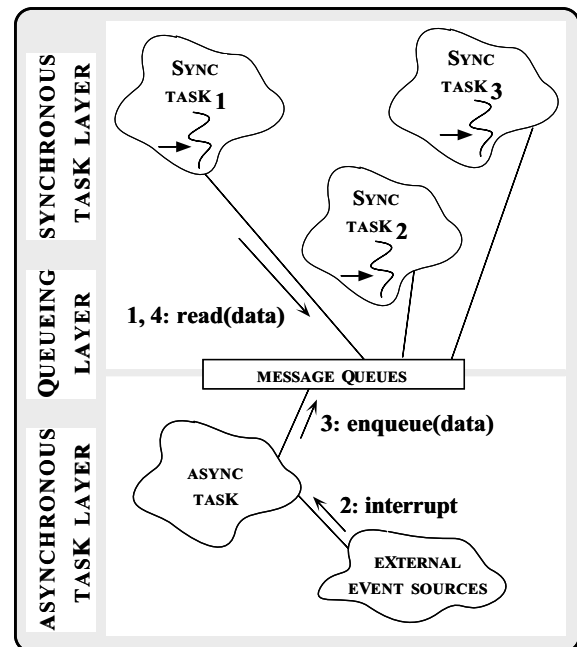 SYNCHRONOUS
TASK LAYER
QUEUEING
LAYER
ASYNCHRONOUS
TASK LAYER
SYNC
TASK 1
SYNC
TASK 3
SYNC
TASK 2
1, 4: read(data)
MESSAGE QUEUES
3: enqueue(data)
ASYNC
TASK
2: interrupt
EXTERNAL
EVENT SOURCES